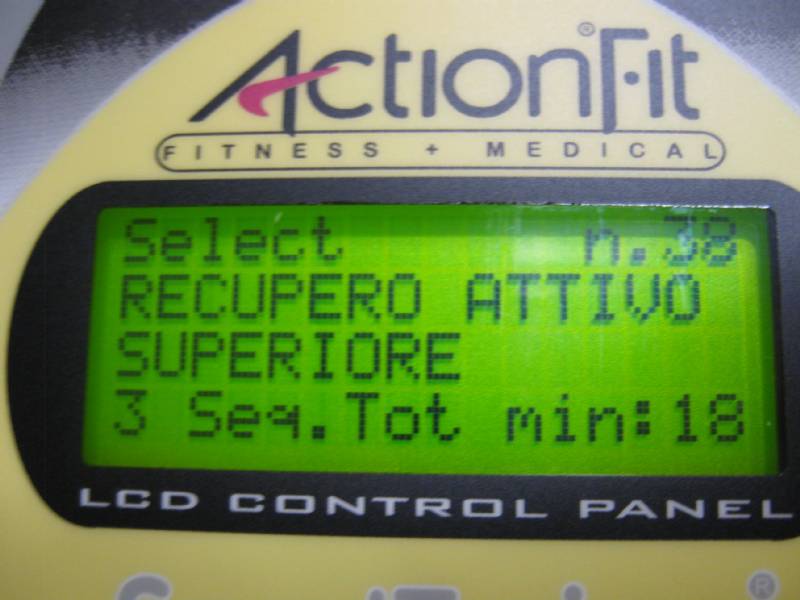 ActionFit®
FITNESS + MEDICAL
Select n.38
RECUPERO ATTIVO
SUPERIORE
3 Seq.Tot min:18
LCD CONTROL PANEL
®